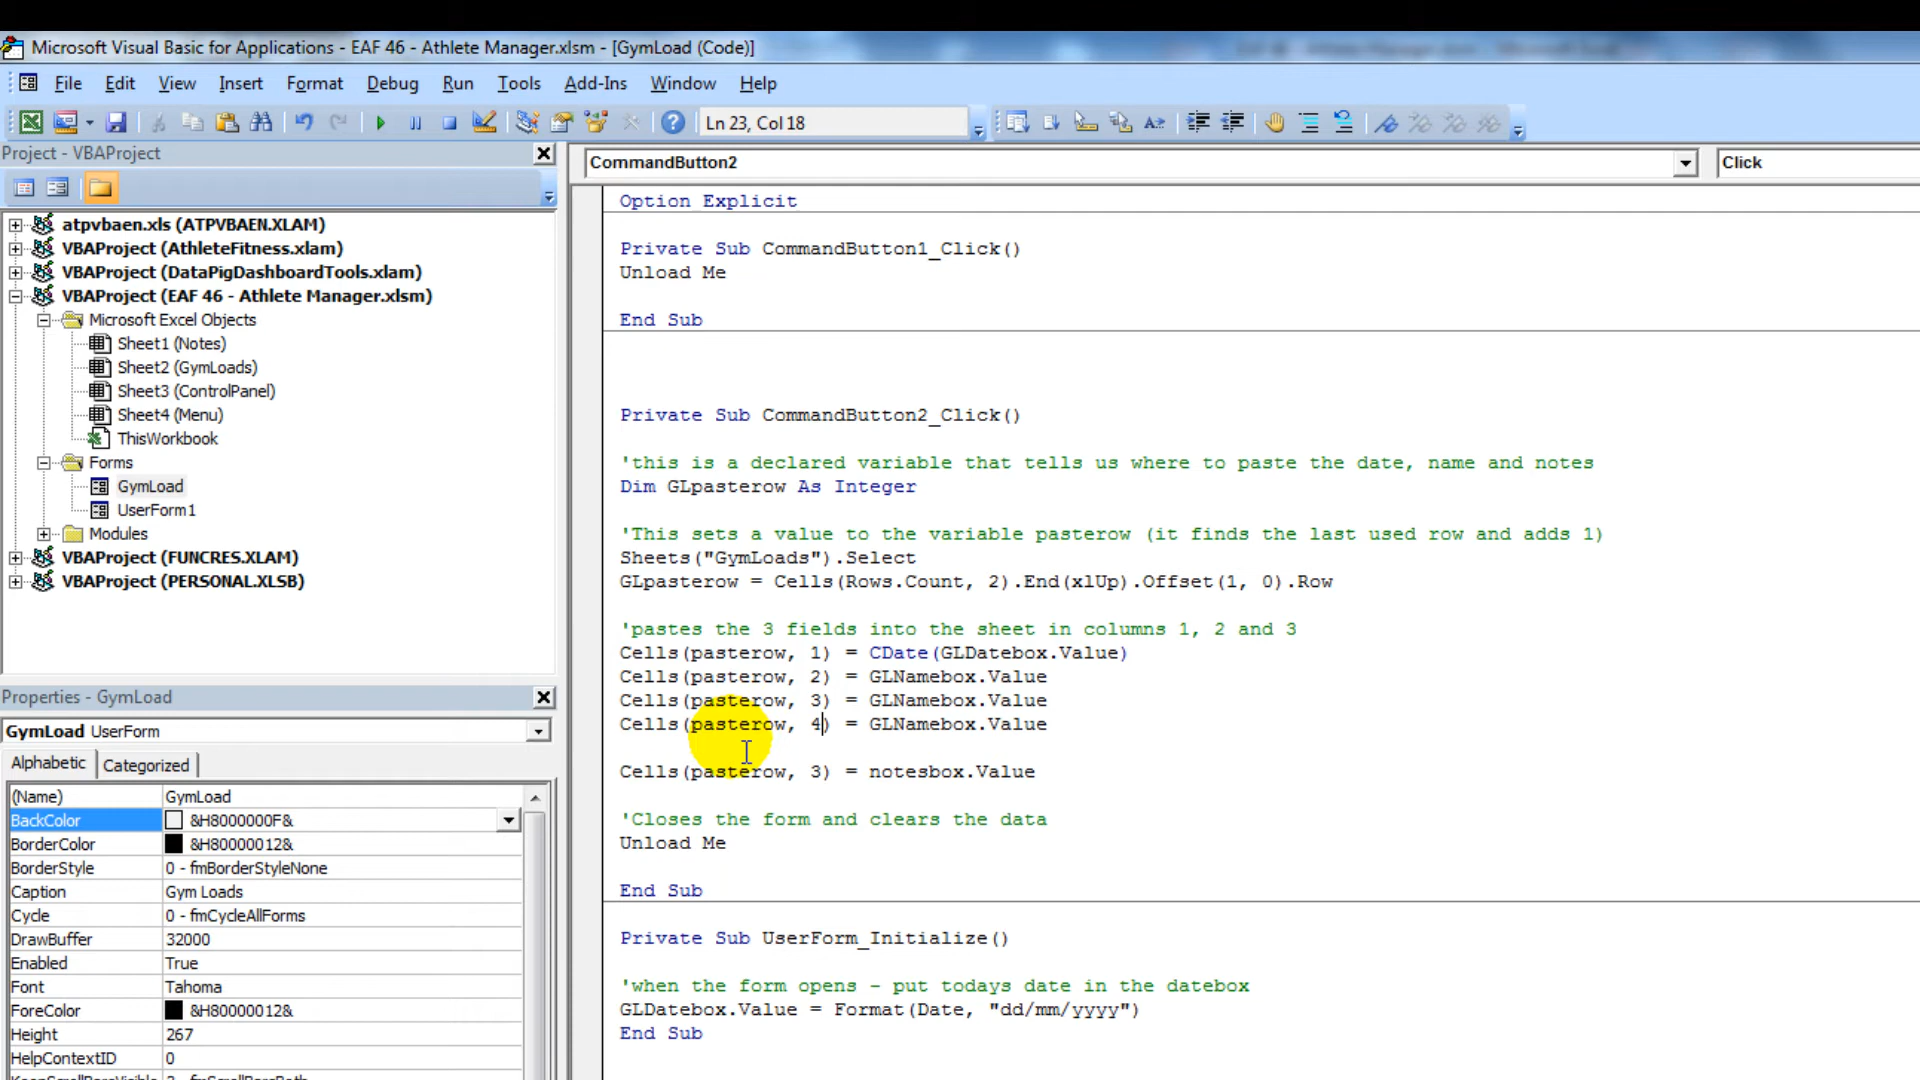 Microsoft Visual Basic for Applications - EAF 46 - Athlete Manager.xlsm - [GymLoad (Code)]
File Edit View Insert Format Debug Run Tools Add-Ins Window Help
Ln 23, Col 18
Project - VBAProject
atpvbaen.xls (ATPVBAEN.XLAM)
VBAProject (AthleteFitness.xlam)
VBAProject (DataPigDashboardTools.xlam)
VBAProject (EAF 46 - Athlete Manager.xlsm)
Microsoft Excel Objects
Sheet1 (Notes)
Sheet2 (GymLoads)
Sheet3 (ControlPanel)
Sheet4 (Menu)
ThisWorkbook
Forms
GymLoad
UserForm1
Modules
VBAProject (FUNCRES.XLAM)
VBAProject (PERSONAL.XLSB)
Properties - GymLoad
GymLoad UserForm
Alphabetic Categorized
(Name) GymLoad
BackColor &H8000000F&
BorderColor &H80000012&
BorderStyle 0 - fmBorderStyleNone
Caption Gym Loads
Cycle 0 - fmCycleAllForms
DrawBuffer 32000
Enabled True
Font Tahoma
ForeColor &H80000012&
Height 267
HelpContextID 0
CommandButton2 Click
Option Explicit
Private Sub CommandButton1_Click()
Unload Me
End Sub
Private Sub CommandButton2_Click()
'this is a declared variable that tells us where to paste the date, name and notes
Dim GLpasterow As Integer
'This sets a value to the variable pasterow (it finds the last used row and adds 1)
Sheets("GymLoads").Select
GLpasterow = Cells(Rows.Count, 2).End(xlUp).Offset(1, 0).Row
'pastes the 3 fields into the sheet in columns 1, 2 and 3
Cells(pasterow, 1) = CDate(GLDatebox.Value)
Cells(pasterow, 2) = GLNamebox.Value
Cells(pasterow, 3) = GLNamebox.Value
Cells(pasterow, 4) = GLNamebox.Value
Cells(pasterow, 3) = notesbox.Value
'Closes the form and clears the data
Unload Me
End Sub
Private Sub UserForm_Initialize()
'when the form opens - put todays date in the datebox
GLDatebox.Value = Format(Date, "dd/mm/yyyy")
End Sub